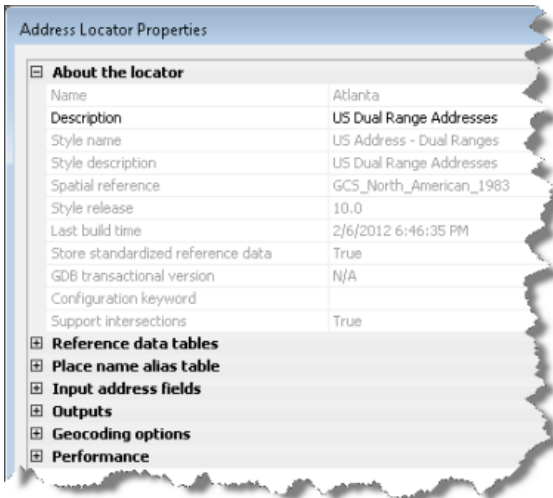 Address Locator Properties
About the locator
Name Atlanta
Description US Dual Range Addresses
Style name US Address - Dual Ranges
Style description US Dual Range Addresses
Spatial reference GCS_North_American_1983
Style release 10.0
Last build time 2/6/2012 6:46:35 PM
Store standardized reference data True
GDB transactional version N/A
Configuration keyword
Support intersections True
Reference data tables
Place name alias table
Input address fields
Outputs
Geocoding options
Performance